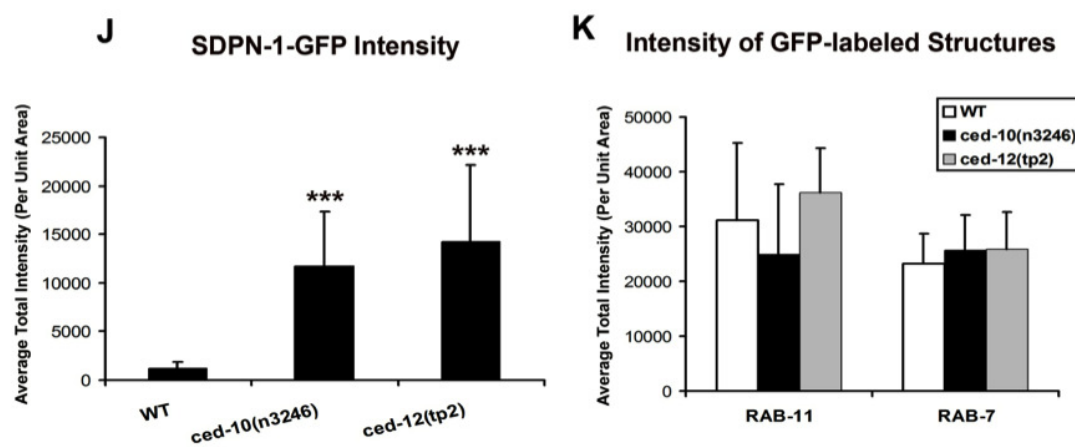 J
SDPN-1-GFP Intensity
Average Total Intensity (Per Unit Area)
25000
20000
15000
10000
5000
0
***
***
WT
ced-10(n3246)
ced-12(tp2)
K
Intensity of GFP-labeled Structures
Average Total Intensity (Per Unit Area)
50000
40000
30000
20000
10000
0
WT
ced-10(n3246)
ced-12(tp2)
RAB-11
RAB-7